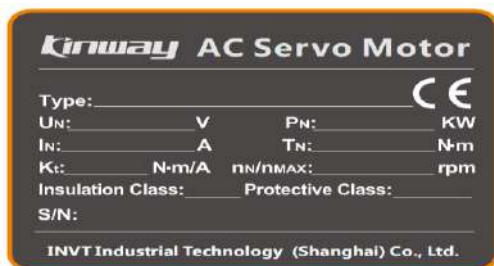 Kinway AC Servo Motor
Type: CE
UN: V PN: KW
IN: A TN: N·m
Kt: N·m/A nN/nMAX: rpm
Insulation Class: Protective Class:
S/N:
INVT Industrial Technology (Shanghai) Co., Ltd.